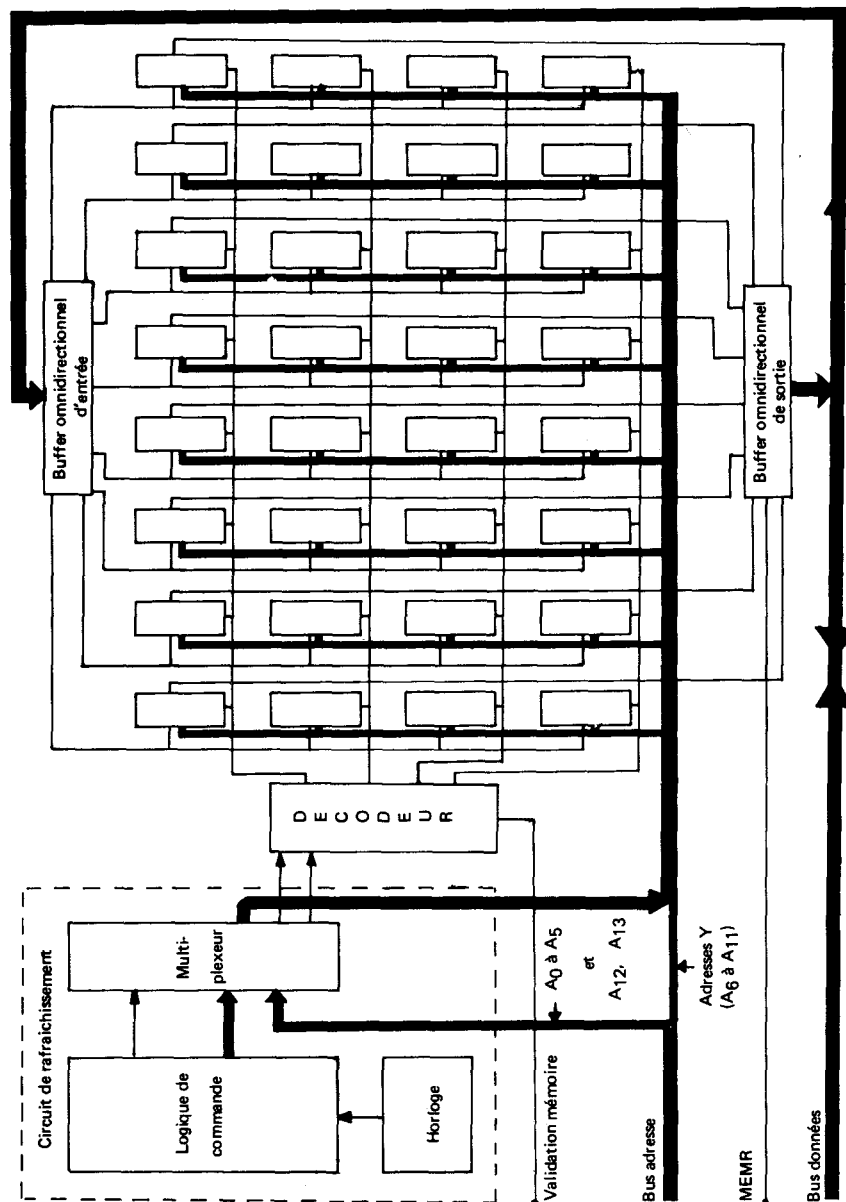 Circuit de rafraichissement
Logique de
commande
Multi-
plexeur
Horloge
D E C O D E U R
Buffer omnidirectionnel
d'entrée
Buffer omnidirectionnel
de sortie
Validation mémoire
A0 à A5
et
A12, A13
Bus adresse
Adresses Y
(A6 à A11)
MEMR
Bus données